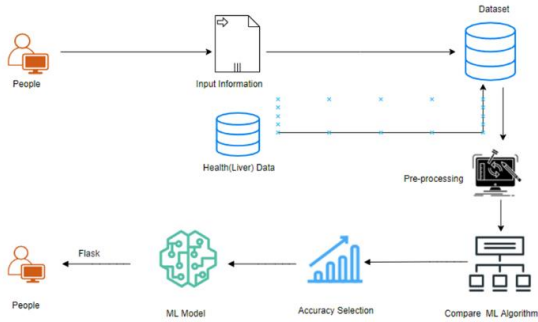 Dataset
People
Input Information
Health(Liver) Data
Pre-processing
Flask
People
ML Model
Accuracy Selection
Compare ML Algorithm